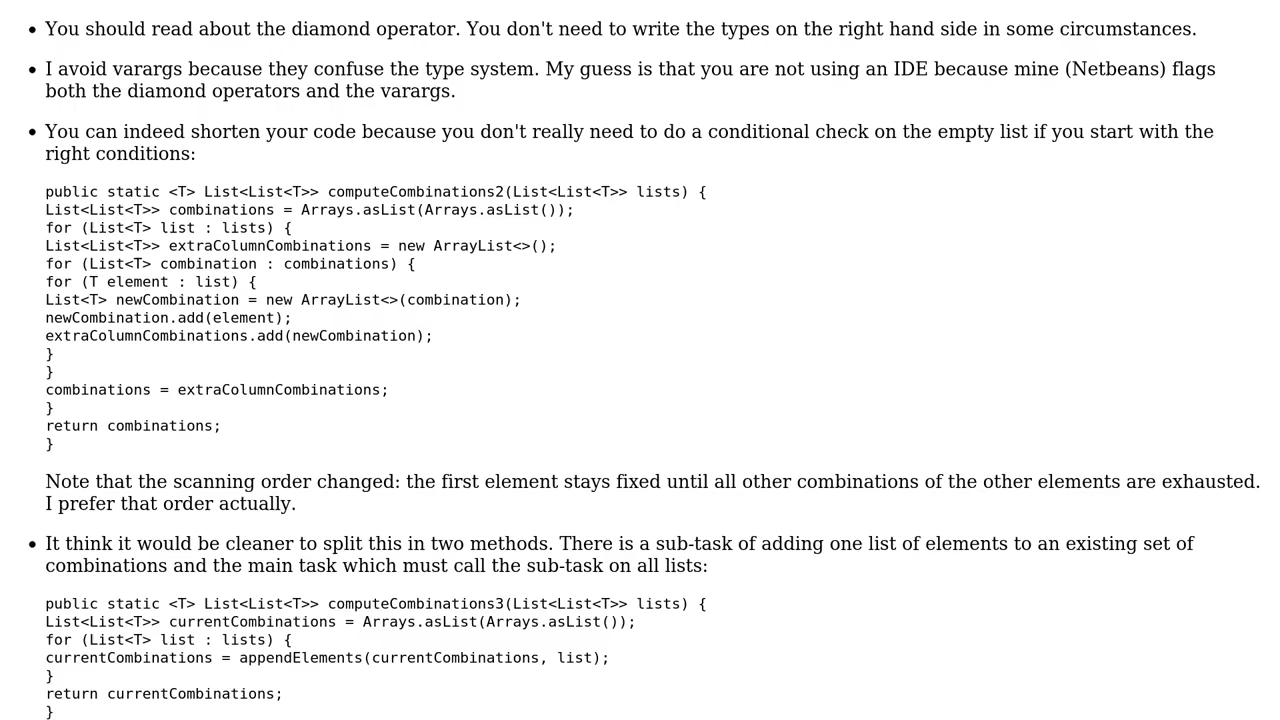 • You should read about the diamond operator. You don't need to write the types on the right hand side in some circumstances.
• I avoid varargs because they confuse the type system. My guess is that you are not using an IDE because mine (Netbeans) flags
both the diamond operators and the varargs.
• You can indeed shorten your code because you don't really need to do a conditional check on the empty list if you start with the
right conditions:
public static <T> List<List<T>> computeCombinations2(List<List<T>> lists) {
List<List<T>> combinations = Arrays.asList(Arrays.asList());
for (List<T> list : lists) {
List<List<T>> extraColumnCombinations = new ArrayList<>();
for (List<T> combination : combinations) {
for (T element : list) {
List<T> newCombination = new ArrayList<>(combination);
newCombination.add(element);
extraColumnCombinations.add(newCombination);
}
}
combinations = extraColumnCombinations;
}
return combinations;
}
Note that the scanning order changed: the first element stays fixed until all other combinations of the other elements are exhausted.
I prefer that order actually.
• It think it would be cleaner to split this in two methods. There is a sub-task of adding one list of elements to an existing set of
combinations and the main task which must call the sub-task on all lists:
public static <T> List<List<T>> computeCombinations3(List<List<T>> lists) {
List<List<T>> currentCombinations = Arrays.asList(Arrays.asList());
for (List<T> list : lists) {
currentCombinations = appendElements(currentCombinations, list);
}
return currentCombinations;
}